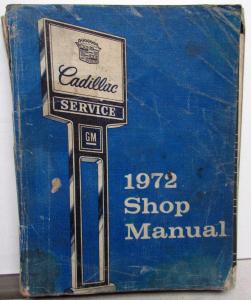 Cadillac
SERVICE
GM
1972
Shop
Manual